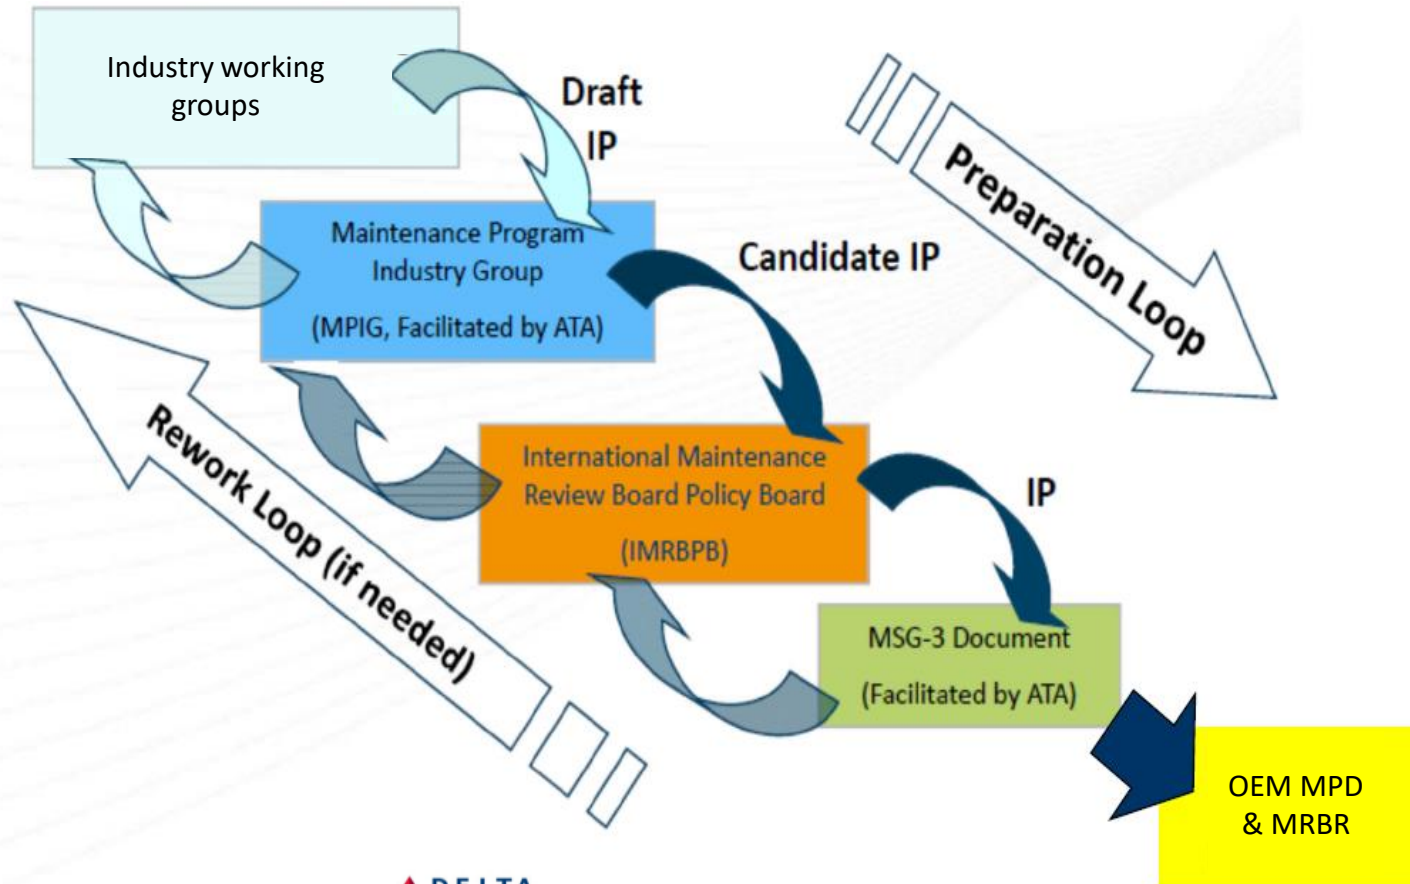 Industry working
groups
Draft
IP
Maintenance Program
Industry Group
(MPIG, Facilitated by ATA)
Candidate IP
Preparation Loop
Rework Loop (if needed)
International Maintenance
Review Board Policy Board
(IMRBPB)
IP
MSG-3 Document
(Facilitated by ATA)
OEM MPD
& MRBR
DELTA